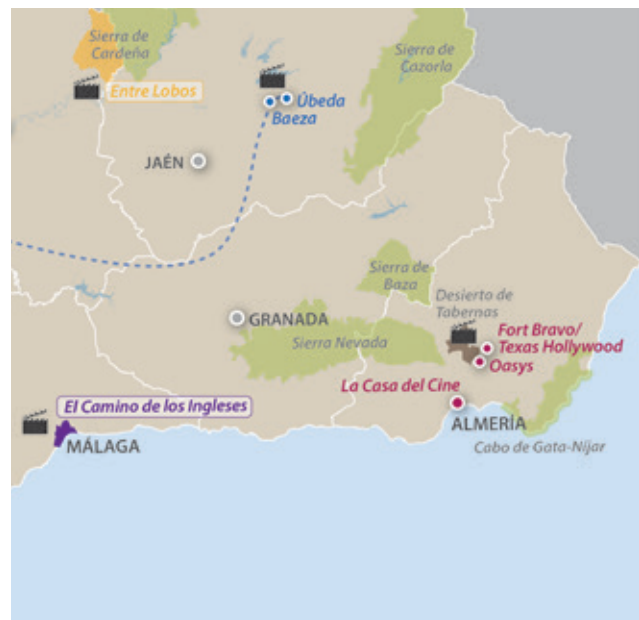 Sierra de
Cardeña
Sierra de
Cazorla
Entre Lobos
Úbeda
Baeza
JAÉN
Sierra de
Baza
Desierto de
Tabernas
GRANADA
Sierra Nevada
Fort Bravo/
Texas Hollywood
Oasys
La Casa del Cine
El Camino de los Ingleses
ALMERÍA
MÁLAGA
Cabo de Gata-Níjar